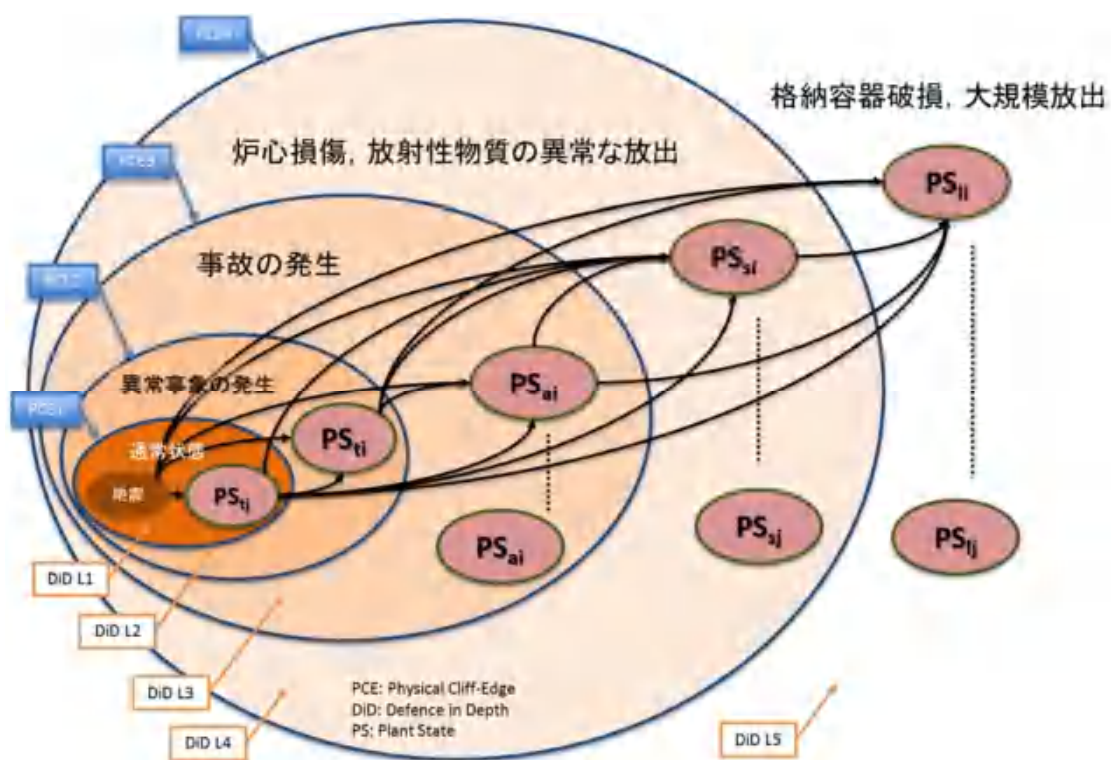 格納容器破損，大規模放出
炉心損傷，放射性物質の異常な放出
PCE3
事故の発生
異常事象の発生
PCE1
通常状態
地震
PS_li
PS_si
PS_ai
PS_ti
PS_tj
PS_ai
PS_sj
PS_lj
DiD L1
DiD L2
DiD L3
DiD L4
DiD L5
PCE: Physical Cliff-Edge
DiD: Defence in Depth
PS: Plant State